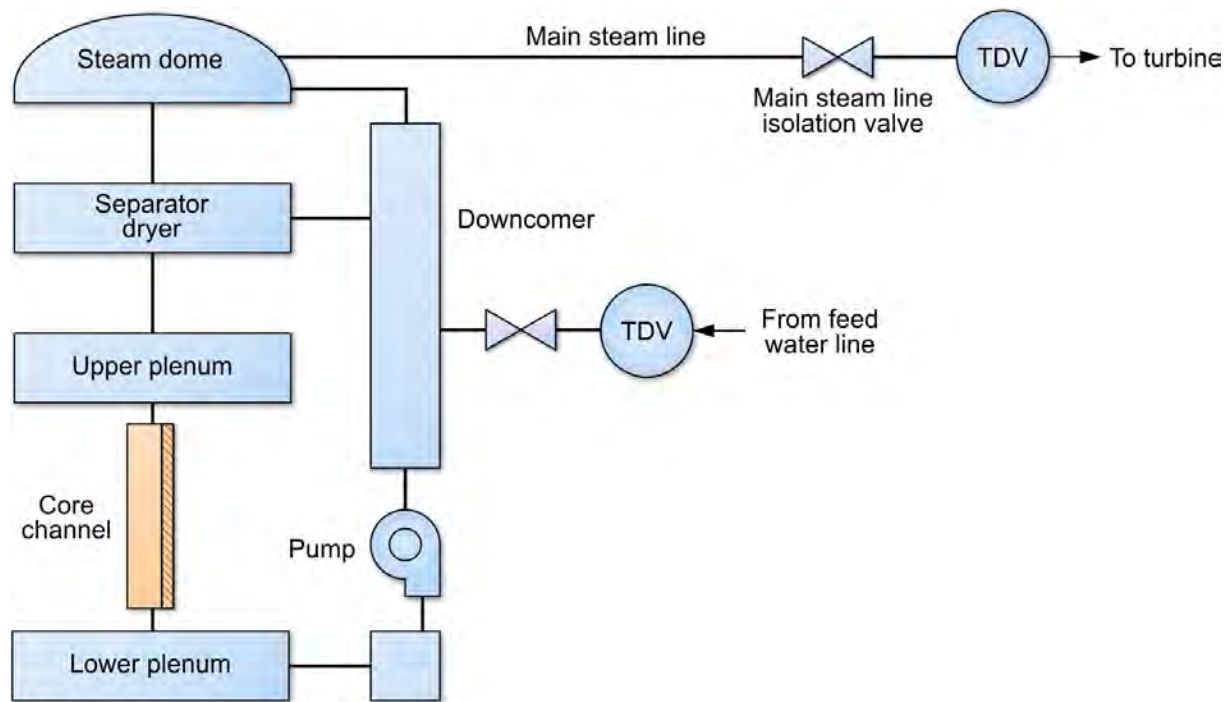 Steam dome
Main steam line
TDV
To turbine
Main steam line
isolation valve
Separator
dryer
Downcomer
TDV
From feed
water line
Upper plenum
Core
channel
Pump
Lower plenum